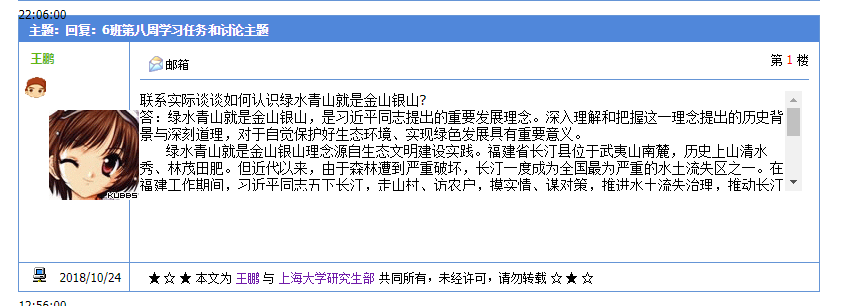 22:06:00
主题：回复：6班第八周学习任务和讨论主题
王鹏
邮箱
第 1 楼
联系实际谈谈如何认识绿水青山就是金山银山?
答：绿水青山就是金山银山，是习近平同志提出的重要发展理念。深入理解和把握这一理念提出的历史背
景与深刻道理，对于自觉保护好生态环境、实现绿色发展具有重要意义。
绿水青山就是金山银山理念源自生态文明建设实践。福建省长汀县位于武夷山南麓，历史上山清水
秀、林茂田肥。但近代以来，由于森林遭到严重破坏，长汀一度成为全国最为严重的水土流失区之一。在
福建工作期间，习近平同志五下长汀，走山村、访农户，摸实情、谋对策，推进水土流失治理，推动长汀
KUBBS
2018/10/24
★☆★ 本文为 王鹏 与 上海大学研究生部 共同所有，未经许可，请勿转载 ☆★☆
12:56:00